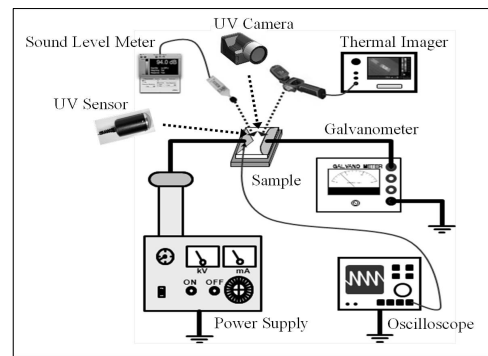 UV Camera
Sound Level Meter
Thermal Imager
94.0 dB
UV Sensor
Galvanometer
GALVANO METER
Sample
kV
mA
ON
OFF
Power Supply
Oscilloscope